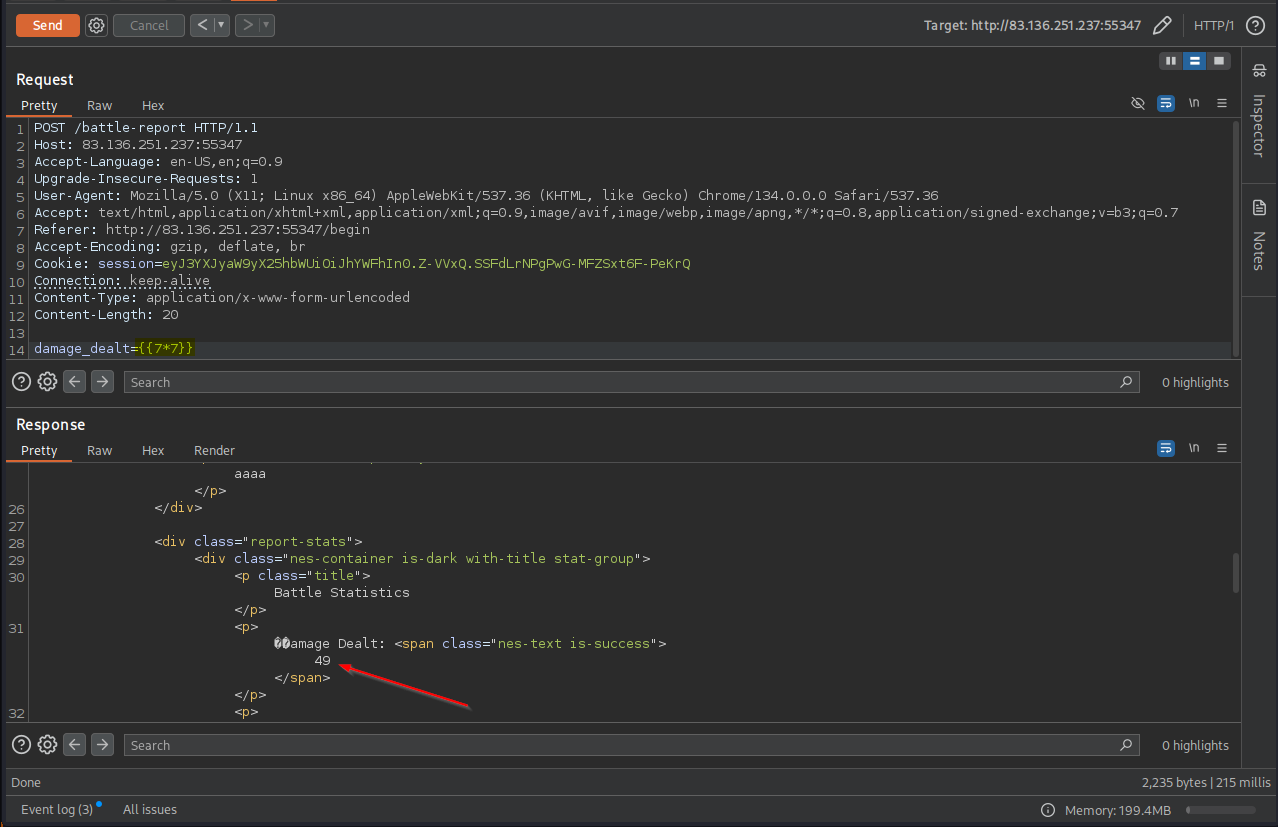 Send Cancel < ▼ > ▼ Target: http://83.136.251.237:55347 HTTP/1 ?
Request
Pretty Raw Hex \n
1 POST /battle-report HTTP/1.1
2 Host: 83.136.251.237:55347
3 Accept-Language: en-US,en;q=0.9
4 Upgrade-Insecure-Requests: 1
5 User-Agent: Mozilla/5.0 (X11; Linux x86_64) AppleWebKit/537.36 (KHTML, like Gecko) Chrome/134.0.0.0 Safari/537.36
6 Accept: text/html,application/xhtml+xml,application/xml;q=0.9,image/avif,image/webp,image/apng,*/*;q=0.8,application/signed-exchange;v=b3;q=0.7
7 Referer: http://83.136.251.237:55347/begin
8 Accept-Encoding: gzip, deflate, br
9 Cookie: session=eyJ3YXJyaW9yX25hbWUiOiJhYWFhIn0.Z-VVxQ.SSFdLrNPgPwG-MFZSxt6F-PeKrQ
10 Connection: keep-alive
11 Content-Type: application/x-www-form-urlencoded
12 Content-Length: 20
13
14 damage_dealt={{7*7}}
? Search 0 highlights
Response
Pretty Raw Hex Render \n
aaaa
</p>
26 </div>
27
28 <div class="report-stats">
29 <div class="nes-container is-dark with-title stat-group">
30 <p class="title">
Battle Statistics
</p>
31 <p>
��amage Dealt: <span class="nes-text is-success">
49
</span>
</p>
32 <p>
? Search 0 highlights
Done 2,235 bytes | 215 millis
Event log (3) All issues Memory: 199.4MB
Inspector
Notes